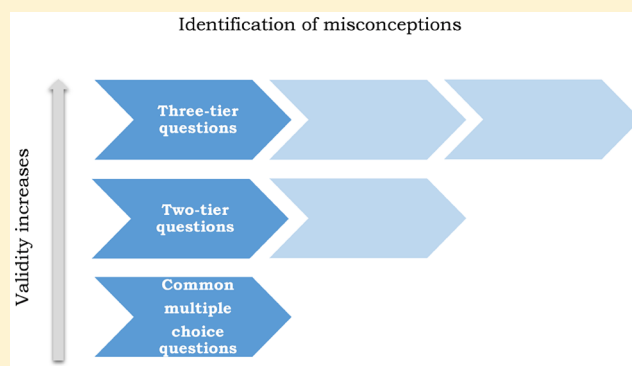 Identification of misconceptions
Validity increases
Three-tier
questions
Two-tier
questions
Common
multiple
choice
questions